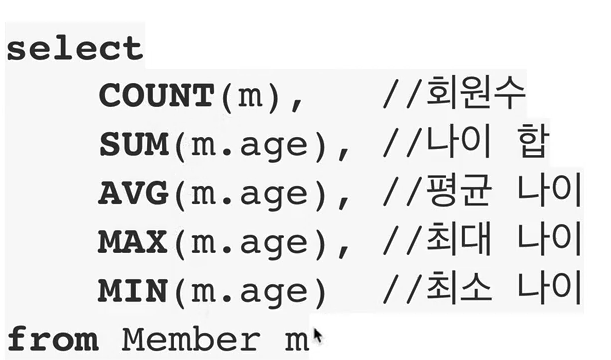 select
COUNT(m), //회원수
SUM(m.age), //나이 합
AVG(m.age), //평균 나이
MAX(m.age), //최대 나이
MIN(m.age) //최소 나이
from Member m